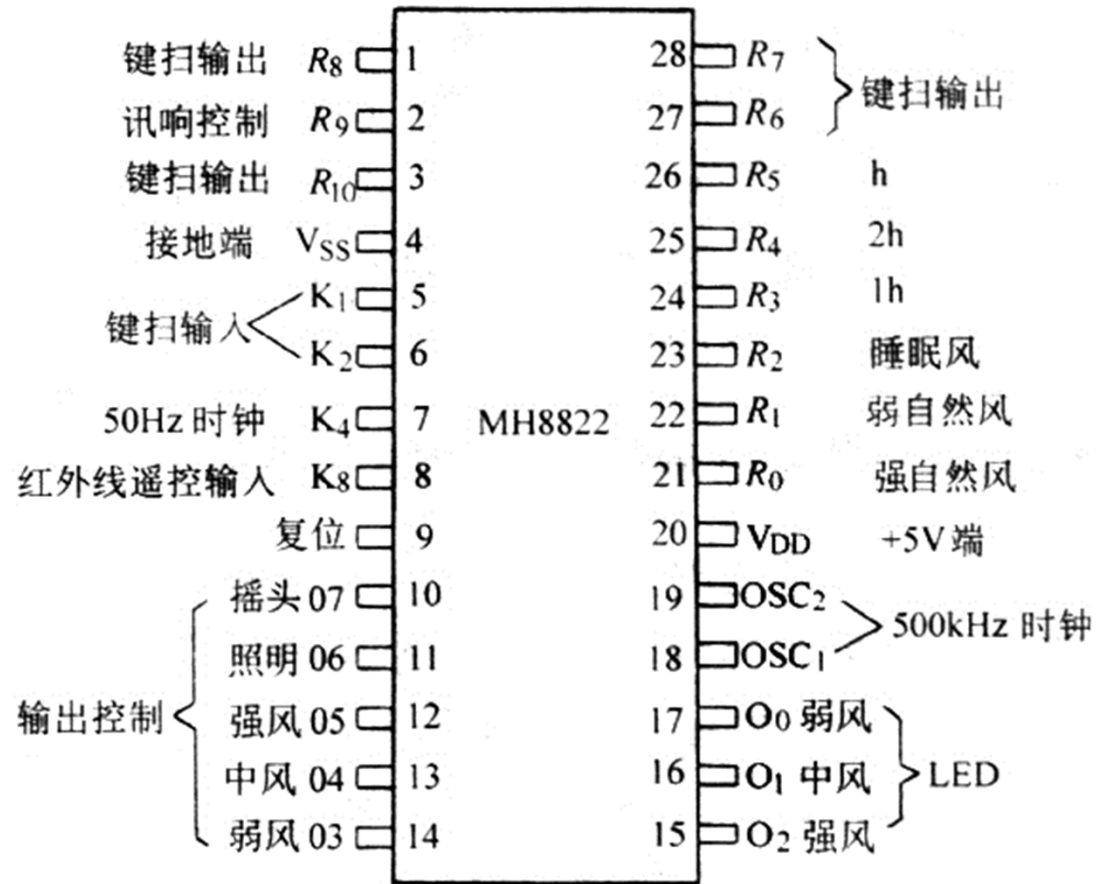 键扫输出 R8 1 28 R7
讯响控制 R9 2 27 R6 键扫输出
键扫输出 R10 3 26 R5 h
接地端 VSS 4 25 R4 2h
K1 5 24 R3 1h
键扫输入
K2 6 23 R2 睡眠风
50Hz 时钟 K4 7 MH8822 22 R1 弱自然风
红外线遥控输入 K8 8 21 R0 强自然风
复位 9 20 VDD +5V 端
摇头 07 10 19 OSC2
500kHz 时钟
照明 06 11 18 OSC1
输出控制 强风 05 12 17 O0 弱风
中风 04 13 16 O1 中风 LED
弱风 03 14 15 O2 强风